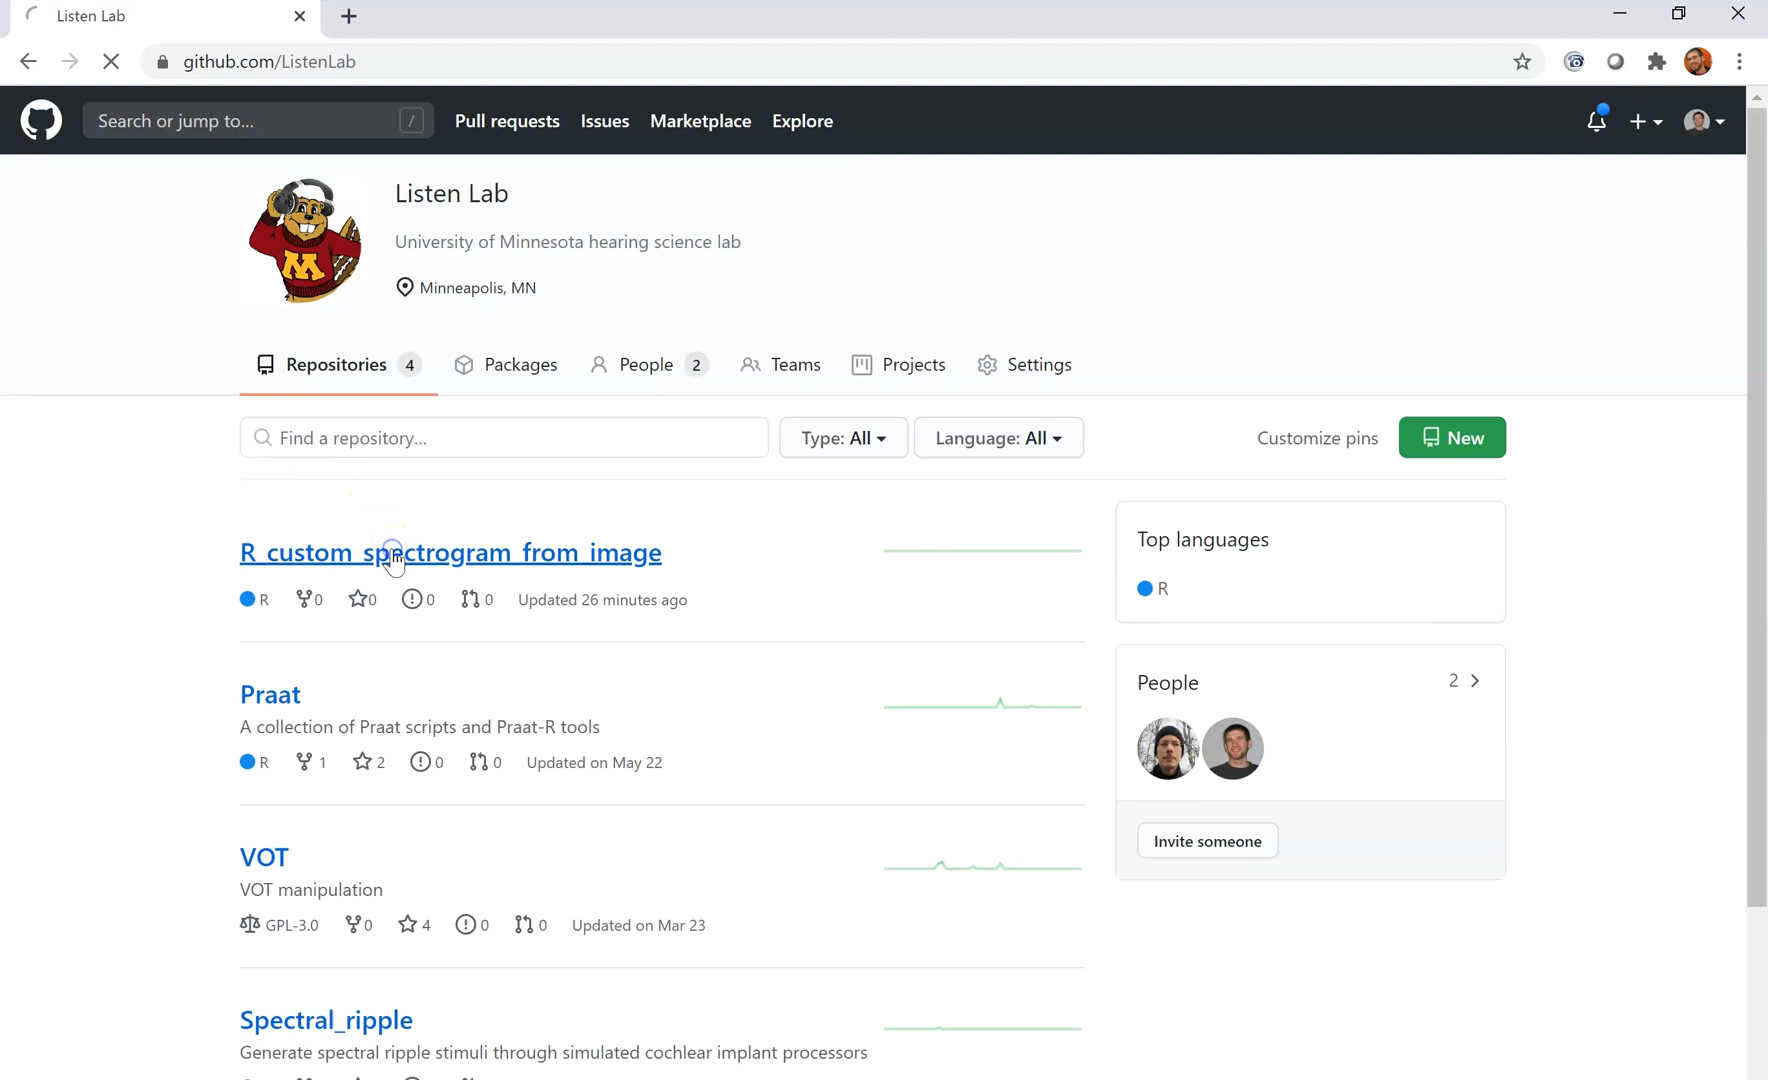 Listen Lab
github.com/ListenLab
Search or jump to... /
Pull requests Issues Marketplace Explore
Listen Lab
University of Minnesota hearing science lab
Minneapolis, MN
Repositories 4 Packages People 2 Teams Projects Settings
Find a repository... Type: All Language: All Customize pins New
R_custom_spectrogram_from_image
R 0 0 0 0 Updated 26 minutes ago
Top languages
R
Praat
A collection of Praat scripts and Praat-R tools
R 1 2 0 0 Updated on May 22
People 2
Invite someone
VOT
VOT manipulation
GPL-3.0 0 4 0 0 Updated on Mar 23
Spectral_ripple
Generate spectral ripple stimuli through simulated cochlear implant processors